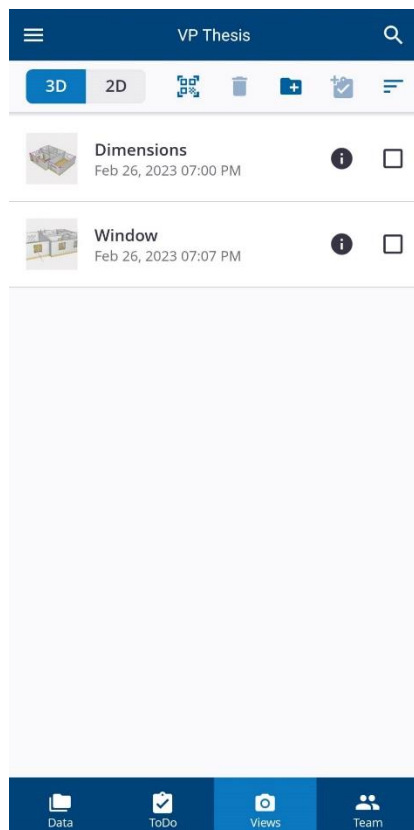 VP Thesis
3D 2D
Dimensions
Feb 26, 2023 07:00 PM
Window
Feb 26, 2023 07:07 PM
Data ToDo Views Team